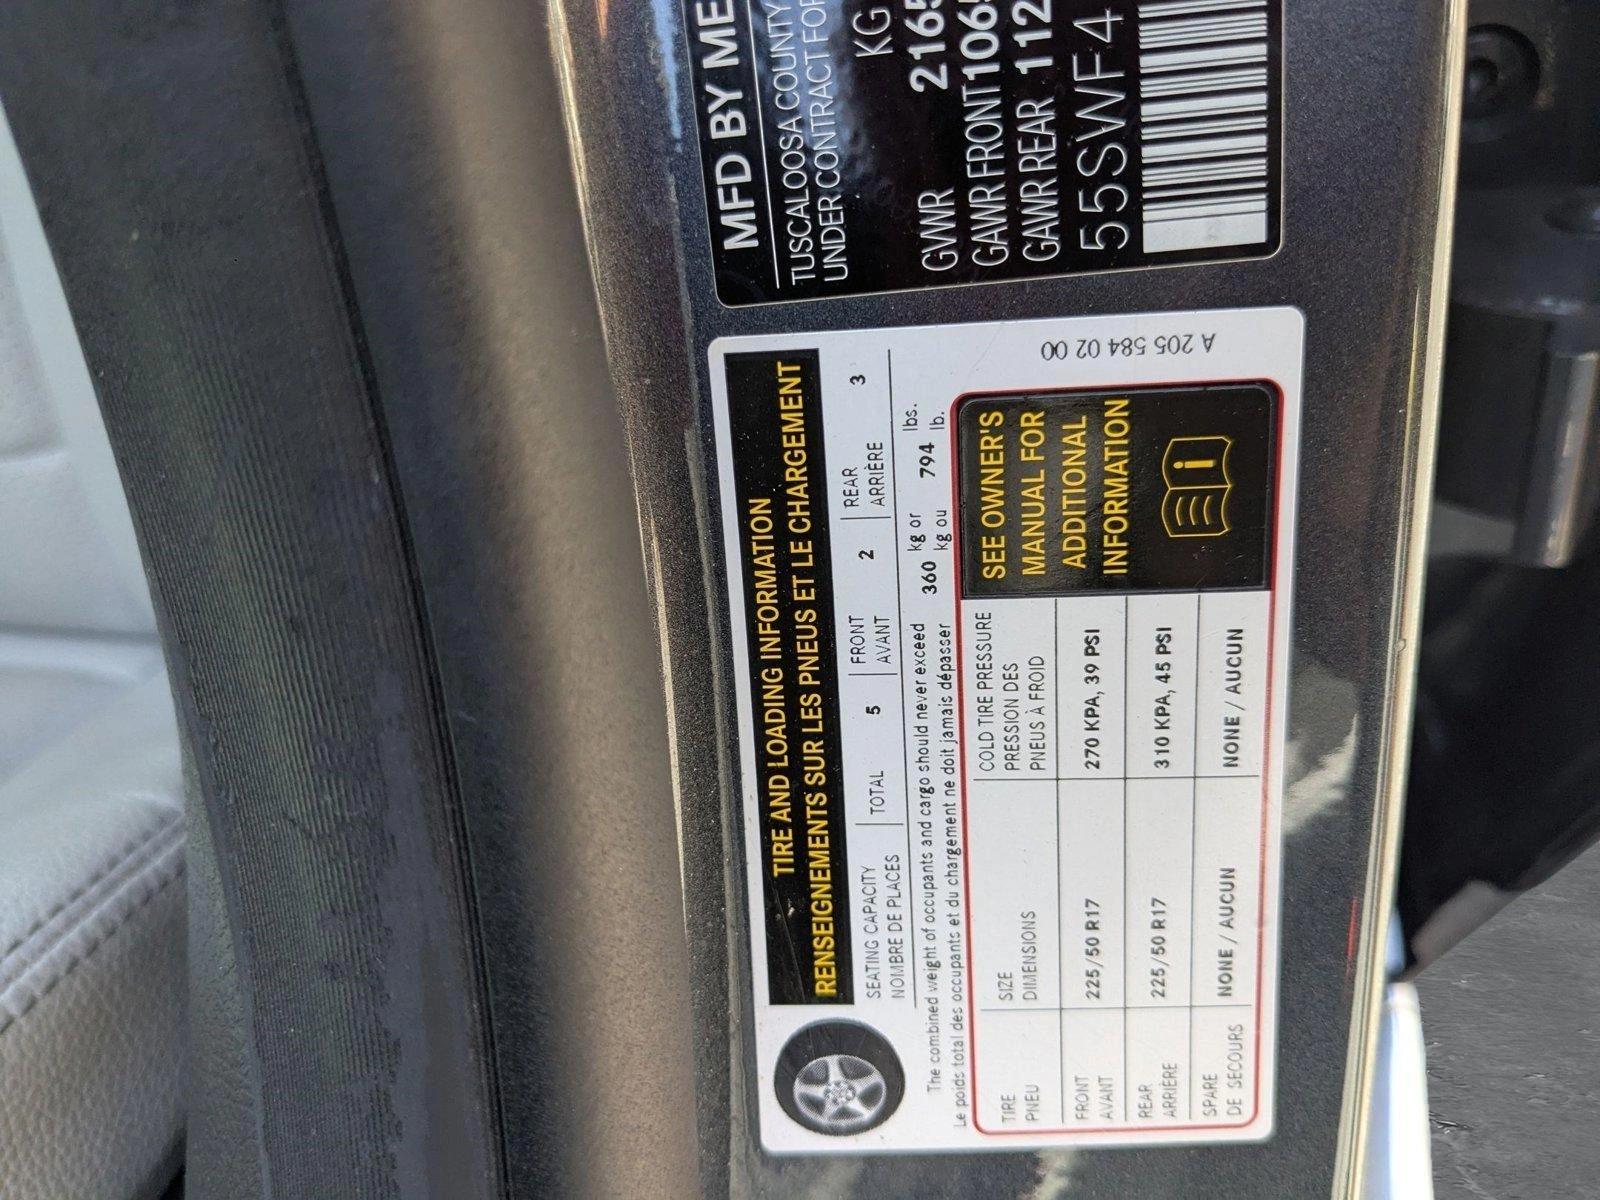 TIRE AND LOADING INFORMATION
RENSEIGNEMENTS SUR LES PNEUS ET LE CHARGEMENT
SEATING CAPACITY TOTAL 5 FRONT 2 REAR 3
NOMBRE DE PLACES AVANT ARRIÈRE
The combined weight of occupants and cargo should never exceed 360 kg or 794 lbs.
Le poids total des occupants et du chargement ne doit jamais dépasser kg ou lb.
TIRE SIZE COLD TIRE PRESSURE
PNEU DIMENSIONS PRESSION DES
PNEUS À FROID
FRONT 225/50 R17 270 KPA, 39 PSI
AVANT
REAR 225/50 R17 310 KPA, 45 PSI
ARRIÈRE
SPARE NONE / AUCUN NONE / AUCUN
DE SECOURS
SEE OWNER'S
MANUAL FOR
ADDITIONAL
INFORMATION
i
A 205 584 02 00
MFD BY ME
TUSCALOOSA COUNTY
UNDER CONTRACT FOR
KG
GWWR 2165
GAWR FRONT 106
GAWR REAR 112
55SWF4